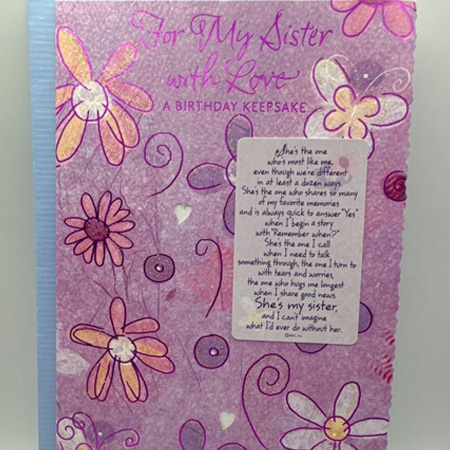 For My Sister
with Love
A BIRTHDAY KEEPSAKE
She's the one
who's most like me,
even though we're different
in at least a dozen ways.
She's the one who shares so many
of my favorite memories
and is always quick to answer "Yes"
when I begin a story
with "Remember when?"
She's the one I call
when I need to talk
something through, the one I turn to
with tears and worries,
the one who hugs me longest
when I share good news.
She's my sister,
and I can't imagine
what I'd ever do without her.